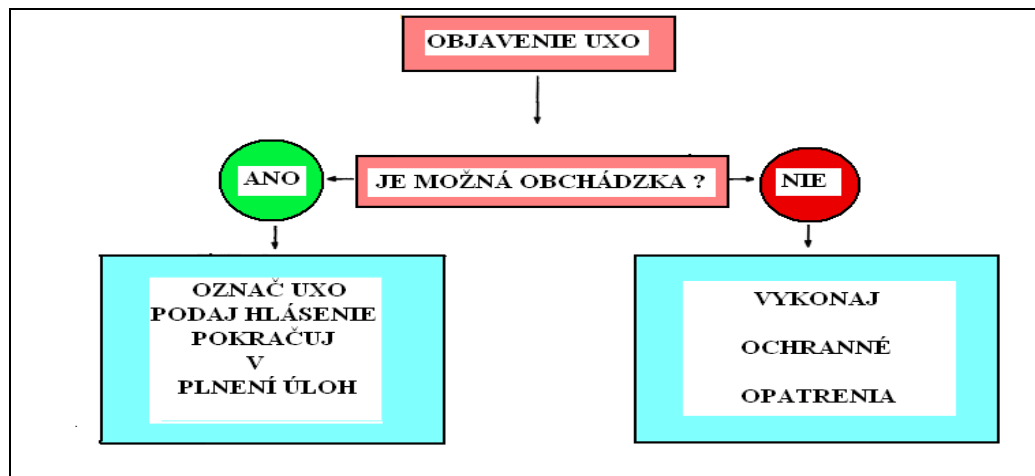 OBJAVENIE UXO
ANO
JE MOŽNÁ OBCHÁDZKA ?
NIE
OZNAČ UXO
PODAJ HLÁSENIE
POKRAČUJ
V
PLNENÍ ÚLOH
VYKONAJ
OCHRANNÉ
OPATRENIA